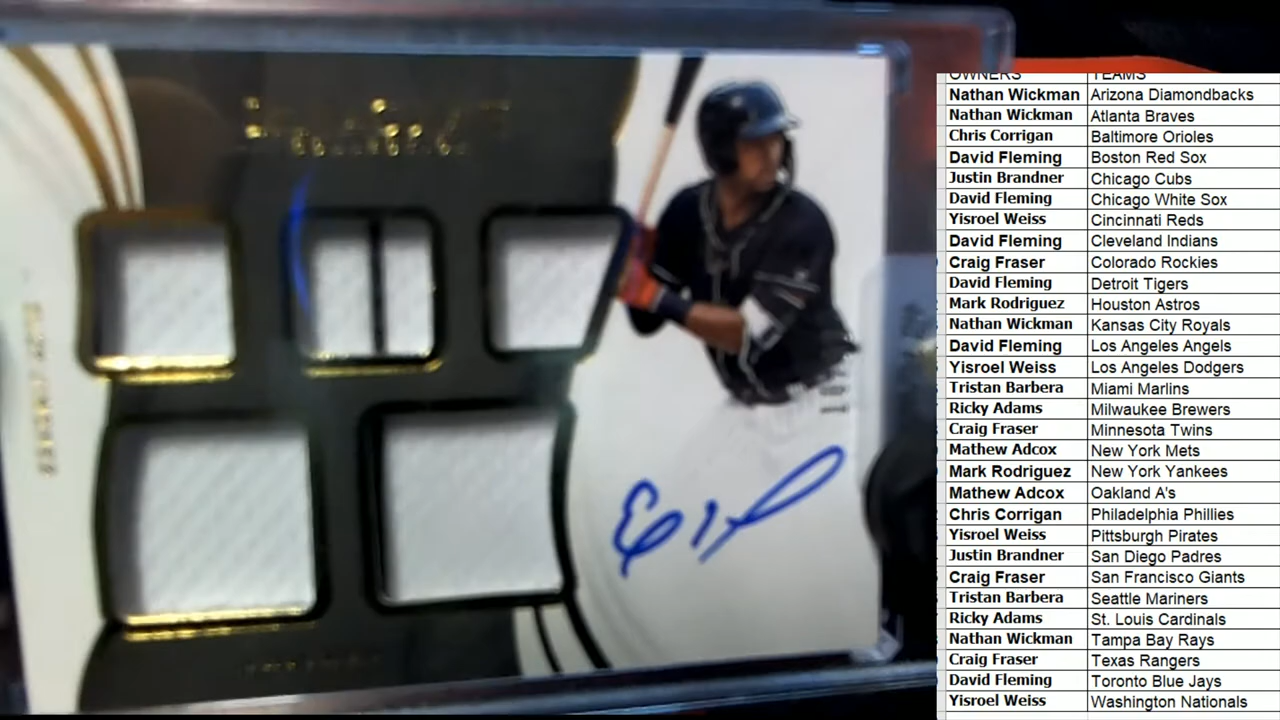 OWNERS TEAMS
Nathan Wickman Arizona Diamondbacks
Nathan Wickman Atlanta Braves
Chris Corrigan Baltimore Orioles
David Fleming Boston Red Sox
Justin Brandner Chicago Cubs
David Fleming Chicago White Sox
Yisroel Weiss Cincinnati Reds
David Fleming Cleveland Indians
Craig Fraser Colorado Rockies
David Fleming Detroit Tigers
Mark Rodriguez Houston Astros
Nathan Wickman Kansas City Royals
David Fleming Los Angeles Angels
Yisroel Weiss Los Angeles Dodgers
Tristan Barbera Miami Marlins
Ricky Adams Milwaukee Brewers
Craig Fraser Minnesota Twins
Mathew Adcox New York Mets
Mark Rodriguez New York Yankees
Mathew Adcox Oakland A's
Chris Corrigan Philadelphia Phillies
Yisroel Weiss Pittsburgh Pirates
Justin Brandner San Diego Padres
Craig Fraser San Francisco Giants
Tristan Barbera Seattle Mariners
Ricky Adams St. Louis Cardinals
Nathan Wickman Tampa Bay Rays
Craig Fraser Texas Rangers
David Fleming Toronto Blue Jays
Yisroel Weiss Washington Nationals